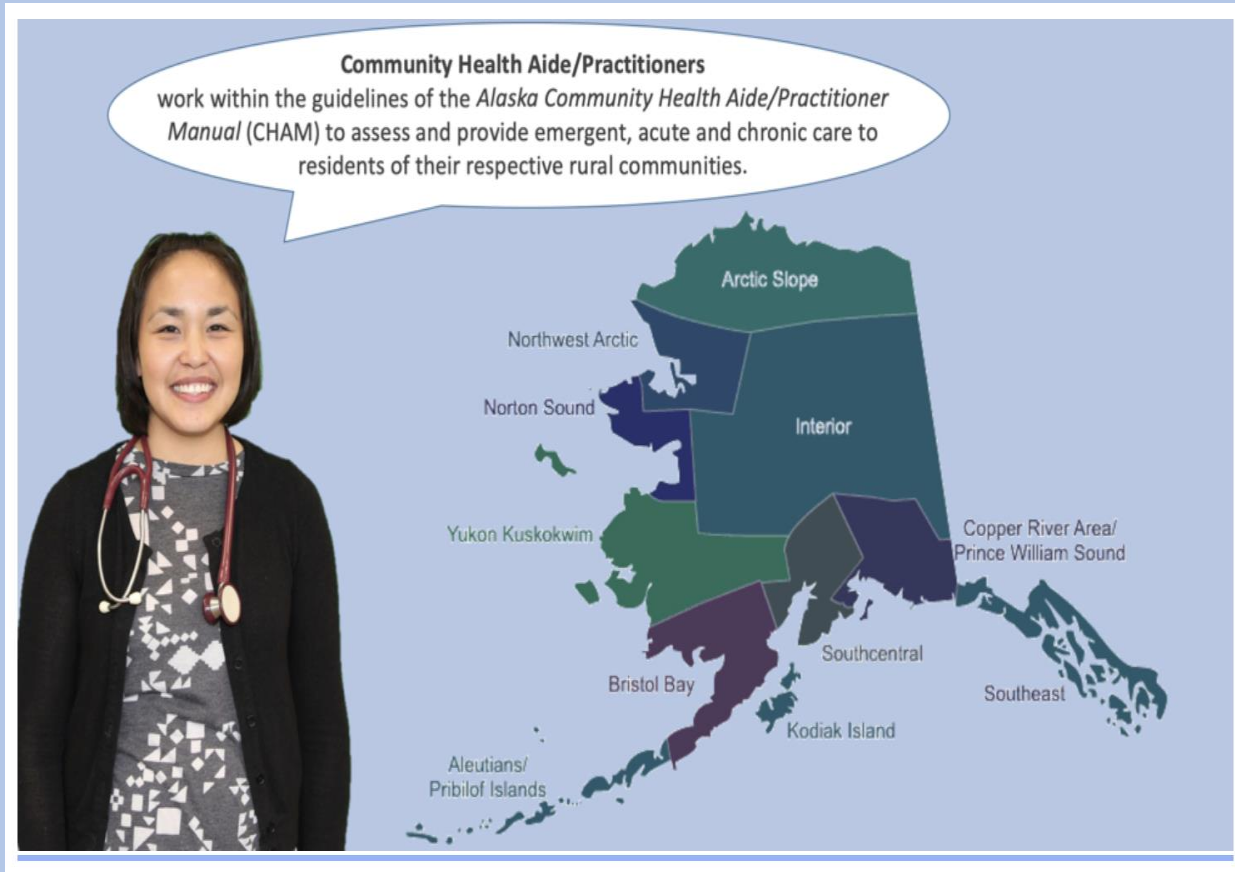 Community Health Aide/Practitioners
work within the guidelines of the Alaska Community Health Aide/Practitioner
Manual (CHAM) to assess and provide emergent, acute and chronic care to
residents of their respective rural communities.
Arctic Slope
Northwest Arctic
Norton Sound
Interior
Yukon Kuskokwim
Copper River Area/
Prince William Sound
Southcentral
Bristol Bay
Southeast
Kodiak Island
Aleutians/
Pribilof Islands